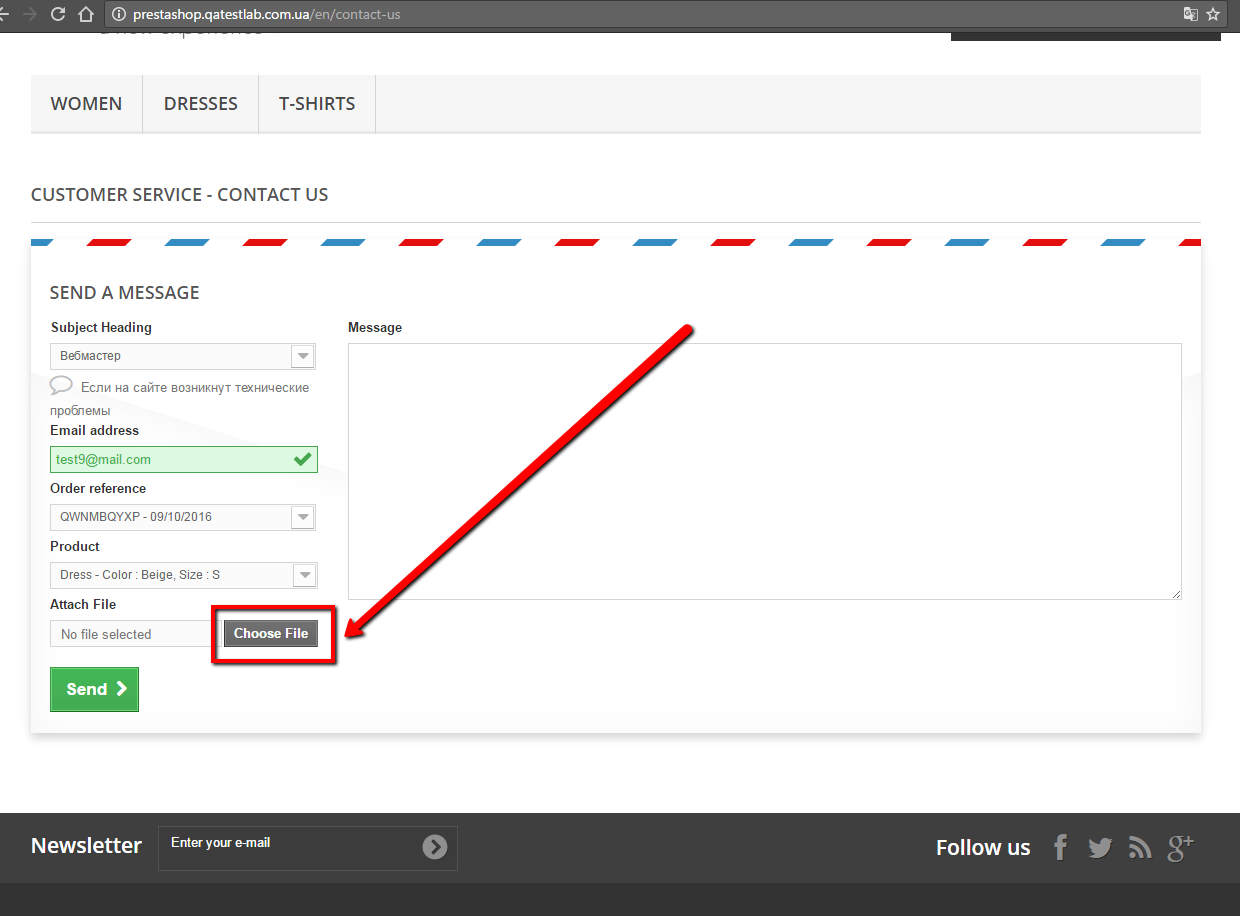 prestashop.qatestlab.com.ua/en/contact-us
a new experience
WOMEN DRESSES T-SHIRTS
CUSTOMER SERVICE - CONTACT US
SEND A MESSAGE
Subject Heading
Вебмастер
Если на сайте возникнут технические
проблемы
Email address
test9@mail.com
Order reference
QWNMBQYXP - 09/10/2016
Product
Dress - Color : Beige, Size : S
Attach File
No file selected Choose File
Send
Message
Newsletter Enter your e-mail Follow us